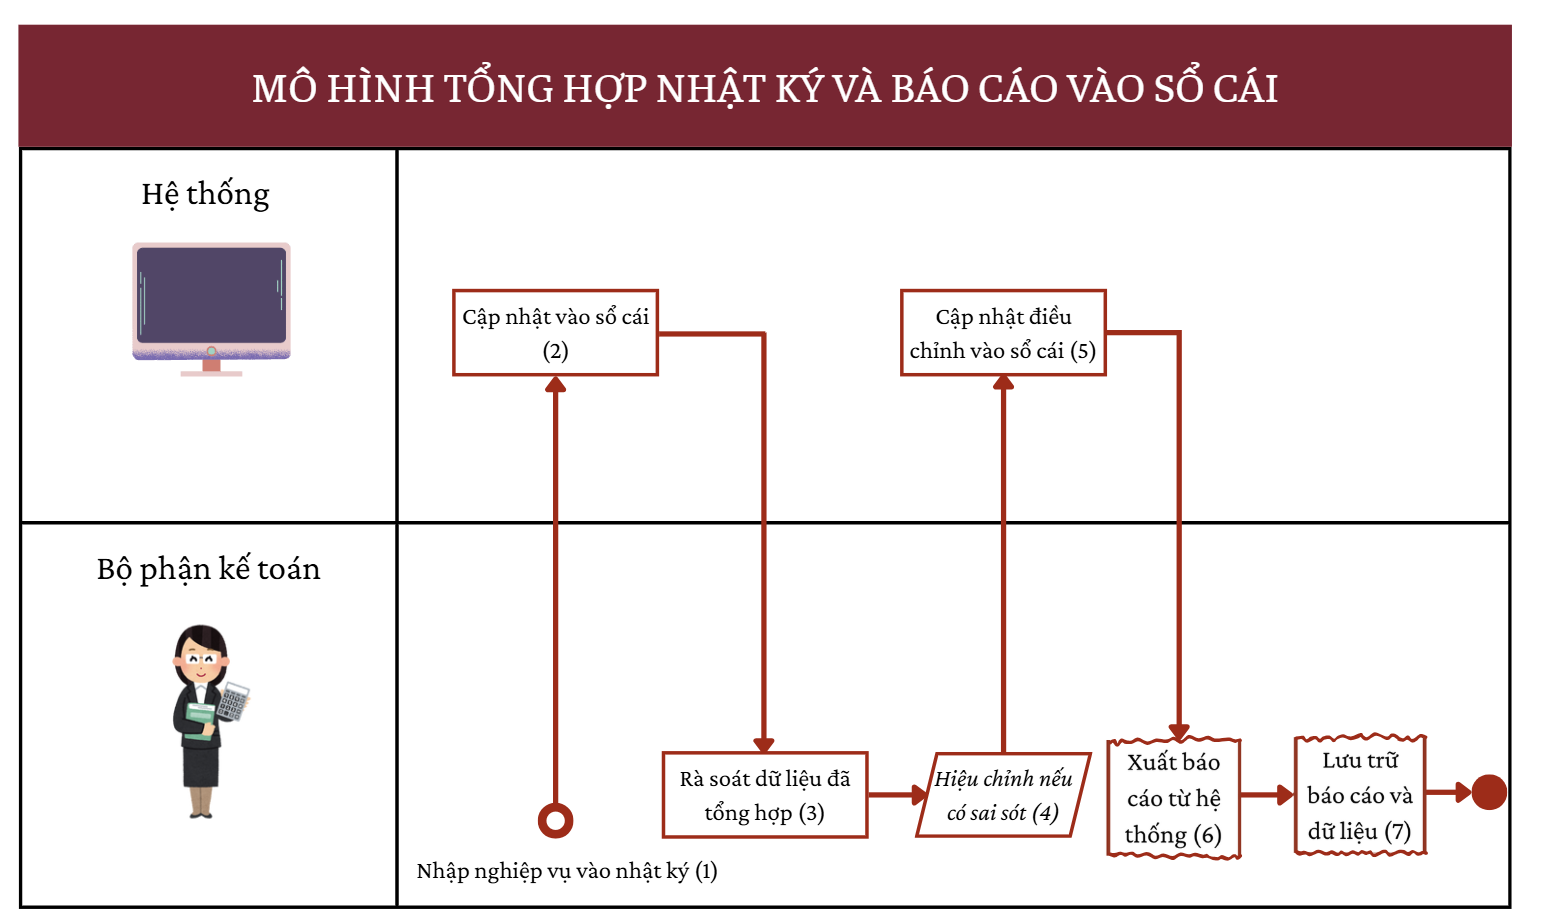 MÔ HÌNH TỔNG HỢP NHẬT KÝ VÀ BÁO CÁO VÀO SỔ CÁI
Hệ thống
Cập nhật vào sổ cái
(2)
Cập nhật điều
chỉnh vào sổ cái (5)
Bộ phận kế toán
Nhập nghiệp vụ vào nhật ký (1)
Rà soát dữ liệu đã
tổng hợp (3)
Hiệu chỉnh nếu
có sai sót (4)
Xuất báo
cáo từ hệ
thống (6)
Lưu trữ
báo cáo và
dữ liệu (7)